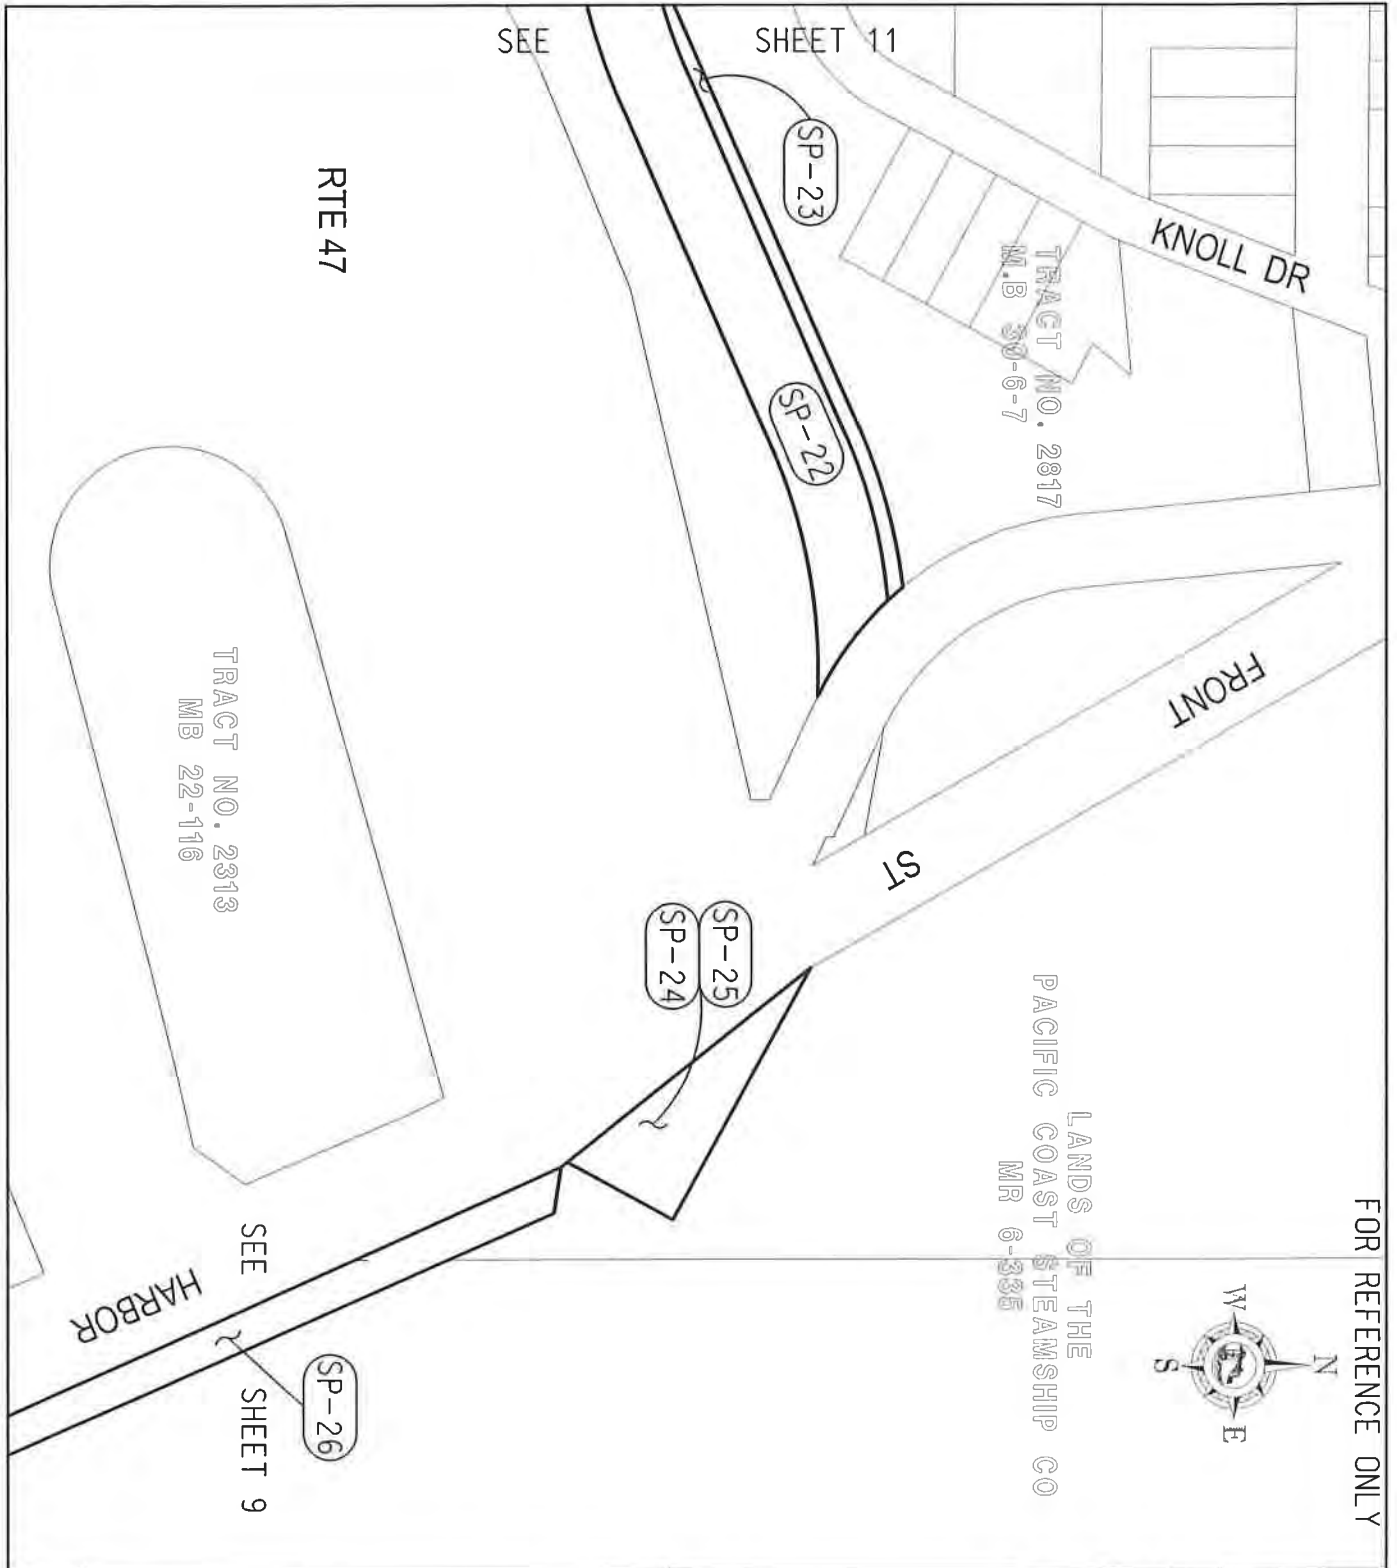 FOR REFERENCE ONLY
N
W
E
S
KNOLL DR
TRACT NO. 2817
M.B 30-6-7
LANDS OF THE
PACIFIC COAST STEAMSHIP CO
MR 6-335
FRONT
ST
SEE
SHEET 11
SP-23
SP-22
SP-25
SP-24
RTE 47
TRACT NO. 2313
MB 22-116
SP-26
SEE
SHEET 9
HARBOR